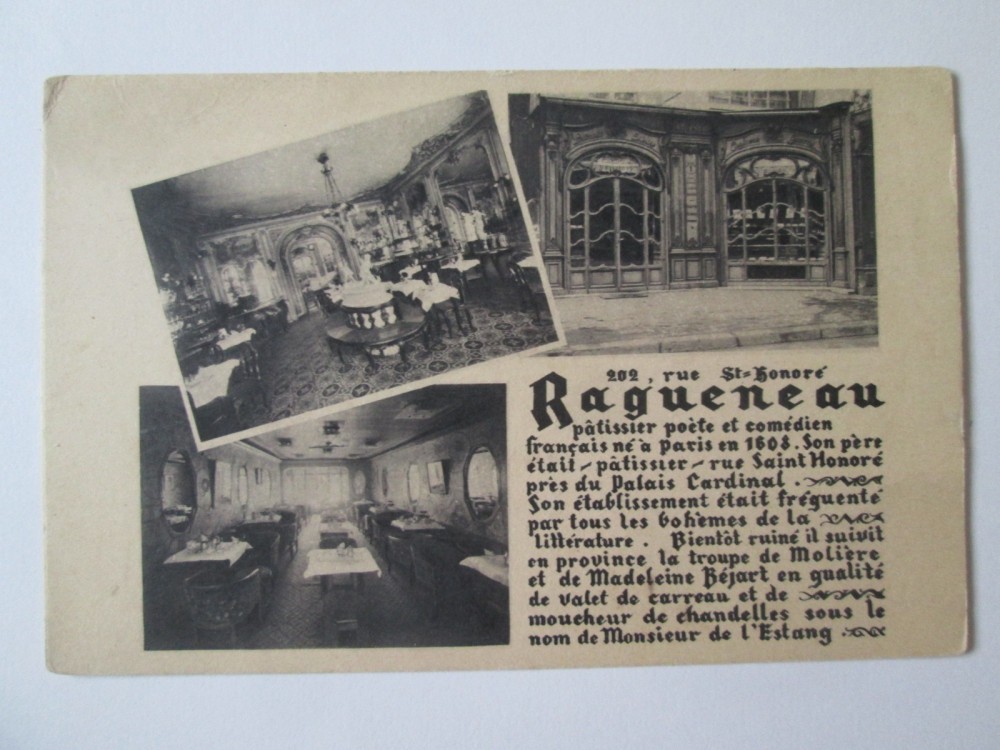 202, rue St=Honoré
Ragueneau
pâtissier poète et comédien
français né à Paris en 1608. Son père
était - pâtissier - rue Saint Honoré
près du Palais Cardinal.
Son établissement était fréquenté
par tous les bohèmes de la
littérature. Bientôt ruiné il suivit
en province la troupe de Molière
et de Madeleine Béjart en qualité
de valet de carreau et de
moucheur de chandelles sous le
nom de Monsieur de l'Estang.